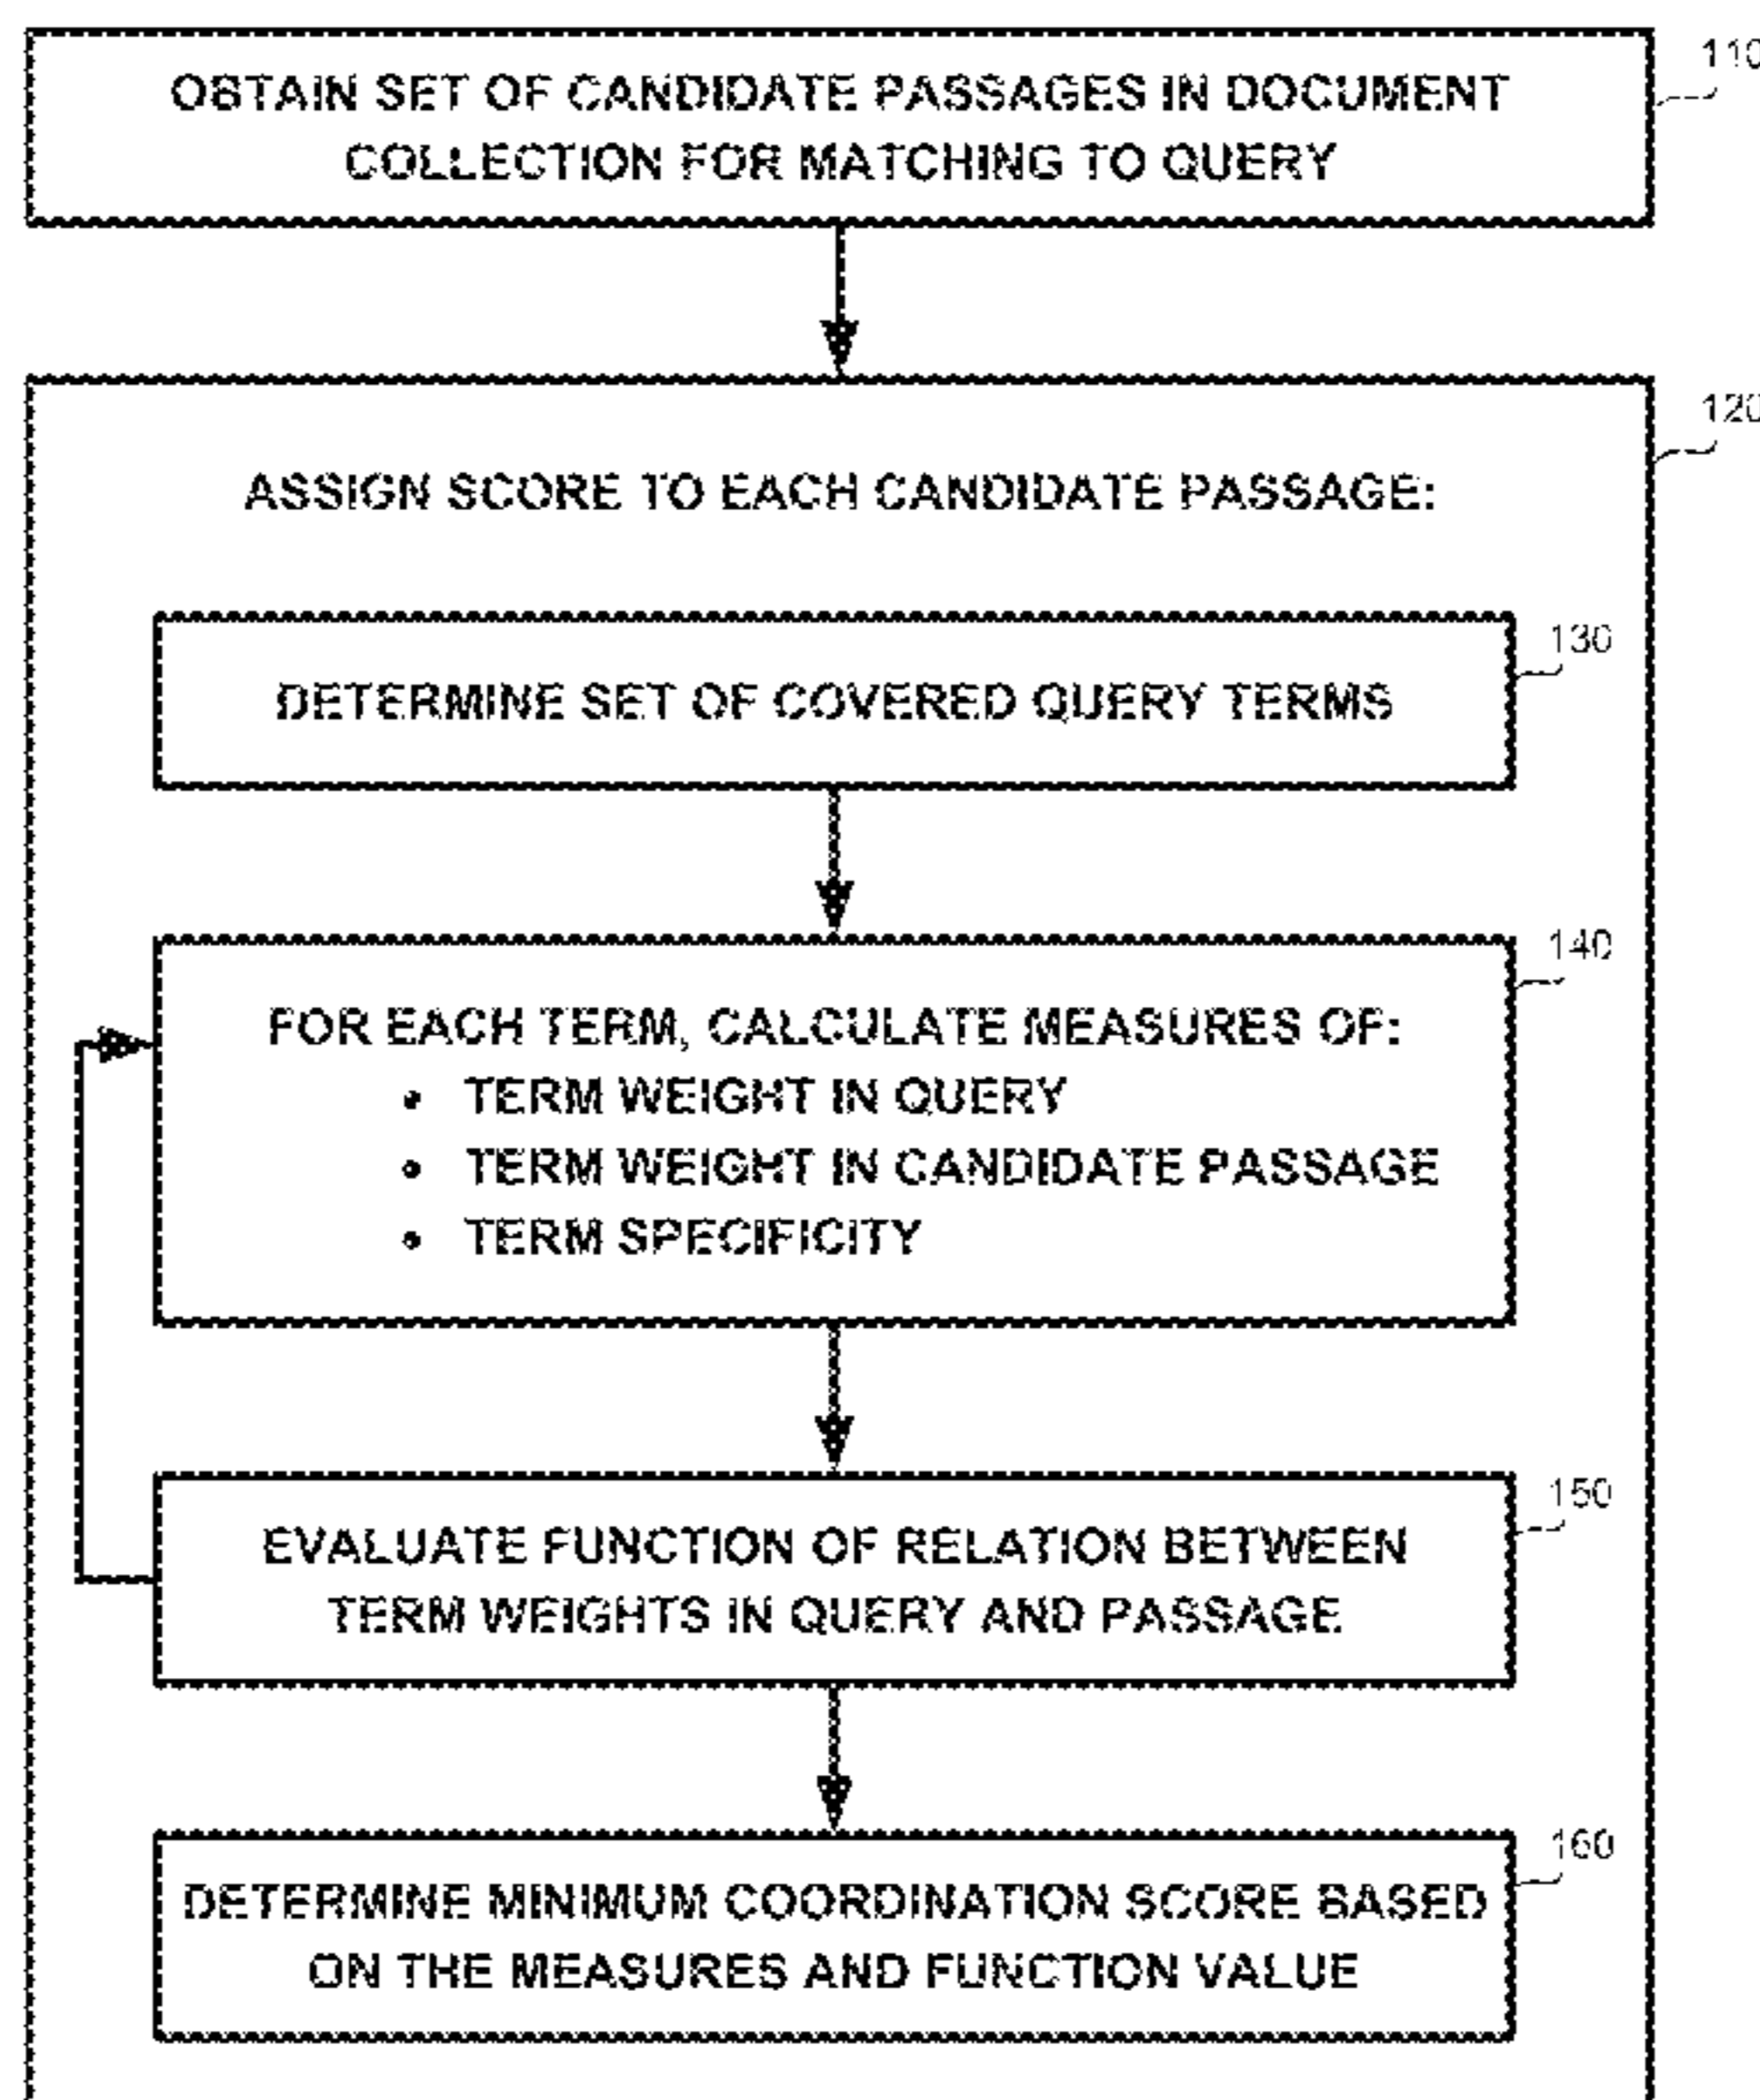 OBTAIN SET OF CANDIDATE PASSAGES IN DOCUMENT
COLLECTION FOR MATCHING TO QUERY
110
120
ASSIGN SCORE TO EACH CANDIDATE PASSAGE:
130
DETERMINE SET OF COVERED QUERY TERMS
140
FOR EACH TERM, CALCULATE MEASURES OF:
• TERM WEIGHT IN QUERY
• TERM WEIGHT IN CANDIDATE PASSAGE
• TERM SPECIFICITY
150
EVALUATE FUNCTION OF RELATION BETWEEN
TERM WEIGHTS IN QUERY AND PASSAGE
160
DETERMINE MINIMUM COORDINATION SCORE BASED
ON THE MEASURES AND FUNCTION VALUE